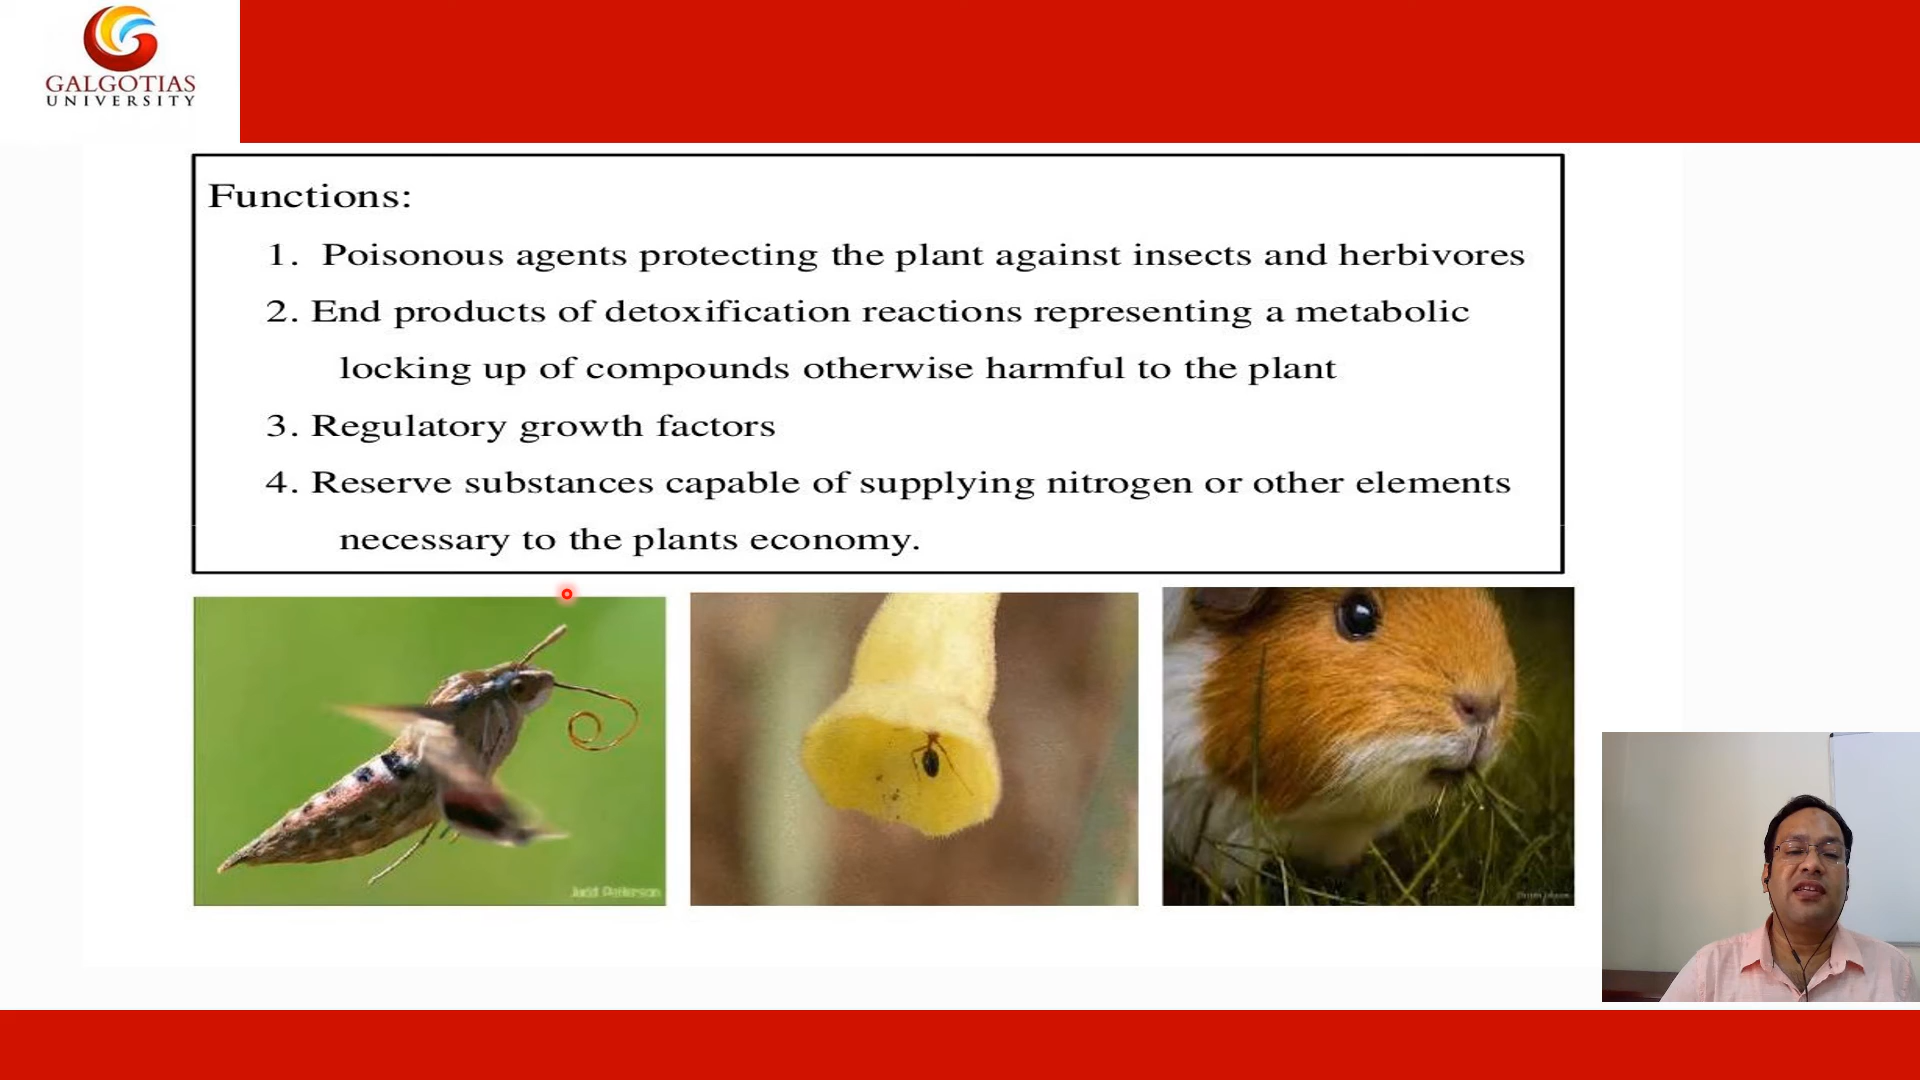 GALGOTIAS
UNIVERSITY
Functions:
1. Poisonous agents protecting the plant against insects and herbivores
2. End products of detoxification reactions representing a metabolic
locking up of compounds otherwise harmful to the plant
3. Regulatory growth factors
4. Reserve substances capable of supplying nitrogen or other elements
necessary to the plants economy.
Judd Patterson